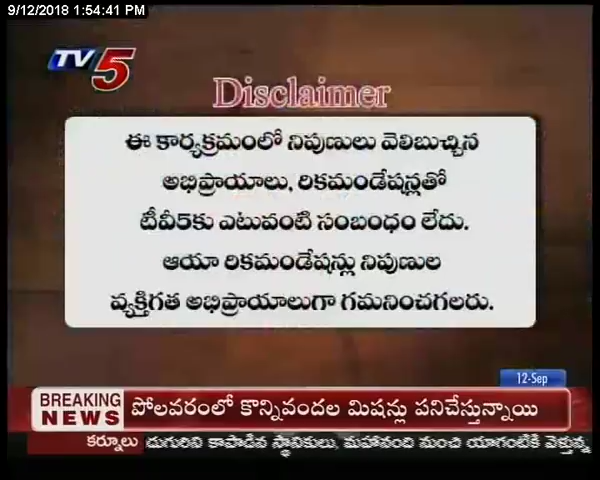 9/12/2018 1:54:41 PM
TV5
Disclaimer
ఈ కార్యక్రమంలో నిపుణులు వెలిబుచ్చిన
అభిప్రాయాలు, రికమండేషన్లతో
టీవీ5కు ఎటువంటి సంబంధం లేదు.
ఆయా రికమండేషన్లు నిపుణుల
వ్యక్తిగత అభిప్రాయాలుగా గమనించగలరు.
12-Sep
BREAKING NEWS పోలవరంలో కొన్నివందల మిషన్లు పనిచేస్తున్నాయి
కర్నూలు దుగురిని కాపాడిన స్థానికులు, మహానంది నుంచి యాగంటికి వెళ్తున్న